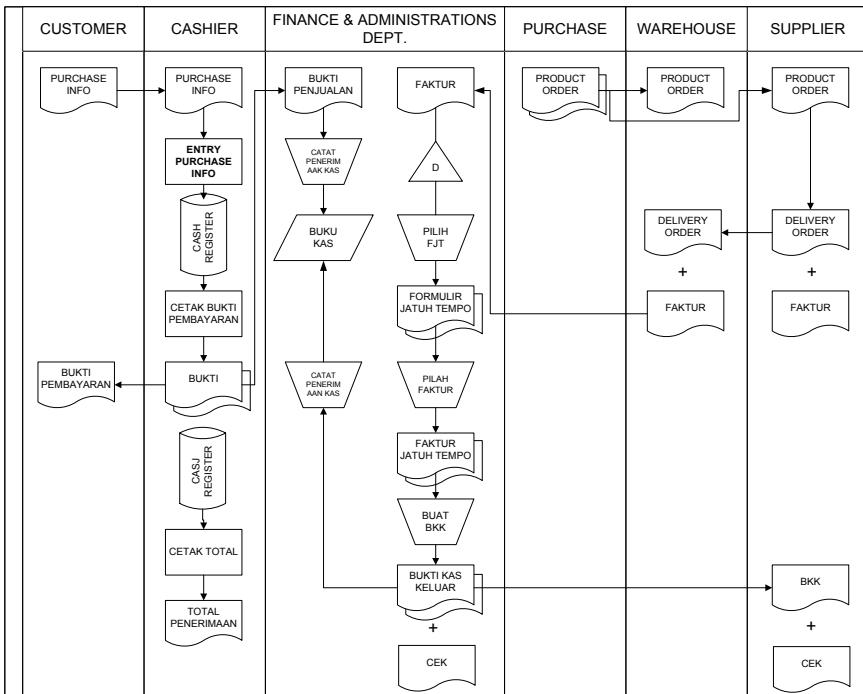 CUSTOMER
CASHIER
FINANCE & ADMINISTRATIONS
DEPT.
PURCHASE
WAREHOUSE
SUPPLIER
PURCHASE
INFO
PURCHASE
INFO
BUKTI
PENJUALAN
FAKTUR
PRODUCT
ORDER
PRODUCT
ORDER
PRODUCT
ORDER
ENTRY
PURCHASE
INFO
CATAT
PENERIM
AAK KAS
D
CASH
REGISTER
BUKU
KAS
PILIH
FJT
DELIVERY
ORDER
DELIVERY
ORDER
+
+
CETAK BUKTI
PEMBAYARAN
FORMULIR
JATUH TEMPO
FAKTUR
FAKTUR
BUKTI
PEMBAYARAN
BUKTI
CATAT
PENERIM
AAN KAS
PILAH
FAKTUR
CASJ
REGISTER
FAKTUR
JATUH TEMPO
BUAT
BKK
CETAK TOTAL
BUKTI KAS
KELUAR
BKK
TOTAL
PENERIMAAN
+
+
CEK
CEK